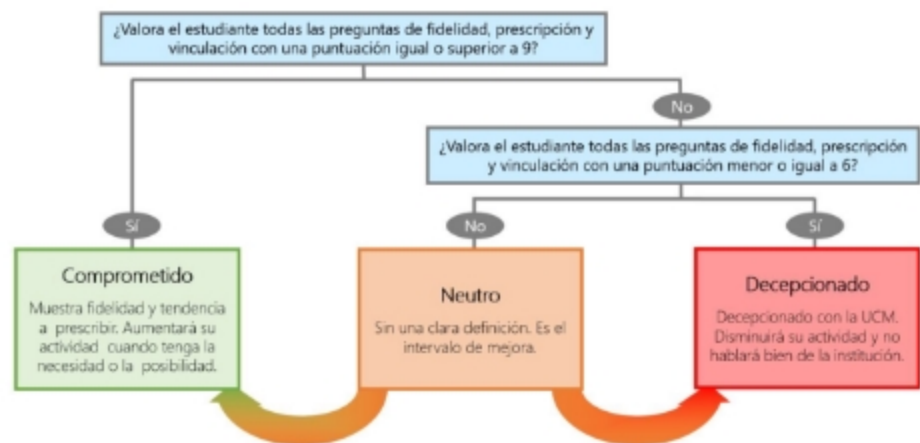 ¿Valora el estudiante todas las preguntas de fidelidad, prescripción y
vinculación con una puntuación igual o superior a 9?
No
¿Valora el estudiante todas las preguntas de fidelidad, prescripción
y vinculación con una puntuación menor o igual a 6?
Sí
No
Sí
Comprometido
Muestra fidelidad y tendencia
a prescribir. Aumentará su
actividad cuando tenga la
necesidad o la posibilidad.
Neutro
Sin una clara definición. Es el
intervalo de mejora.
Decepcionado
Decepcionado con la UCM.
Disminuirá su actividad y no
hablará bien de la institución.